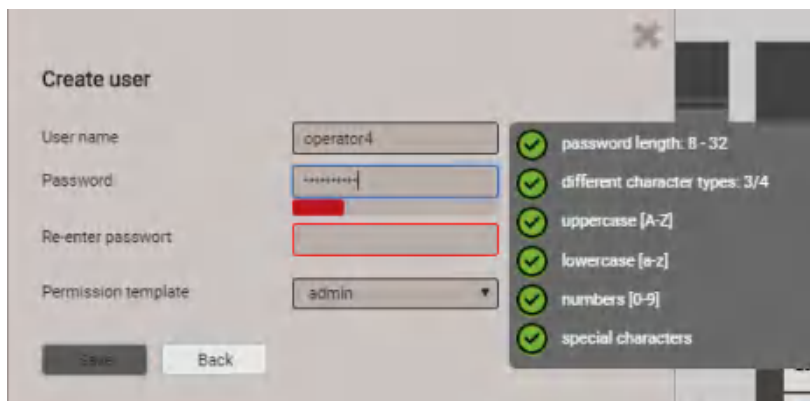 Create user
User name
operator4
Password
Re-enter passwort
Permission template
admin
Save
Back
password length: 8 - 32
different character types: 3/4
uppercase [A-Z]
lowercase [a-z]
numbers [0-9]
special characters